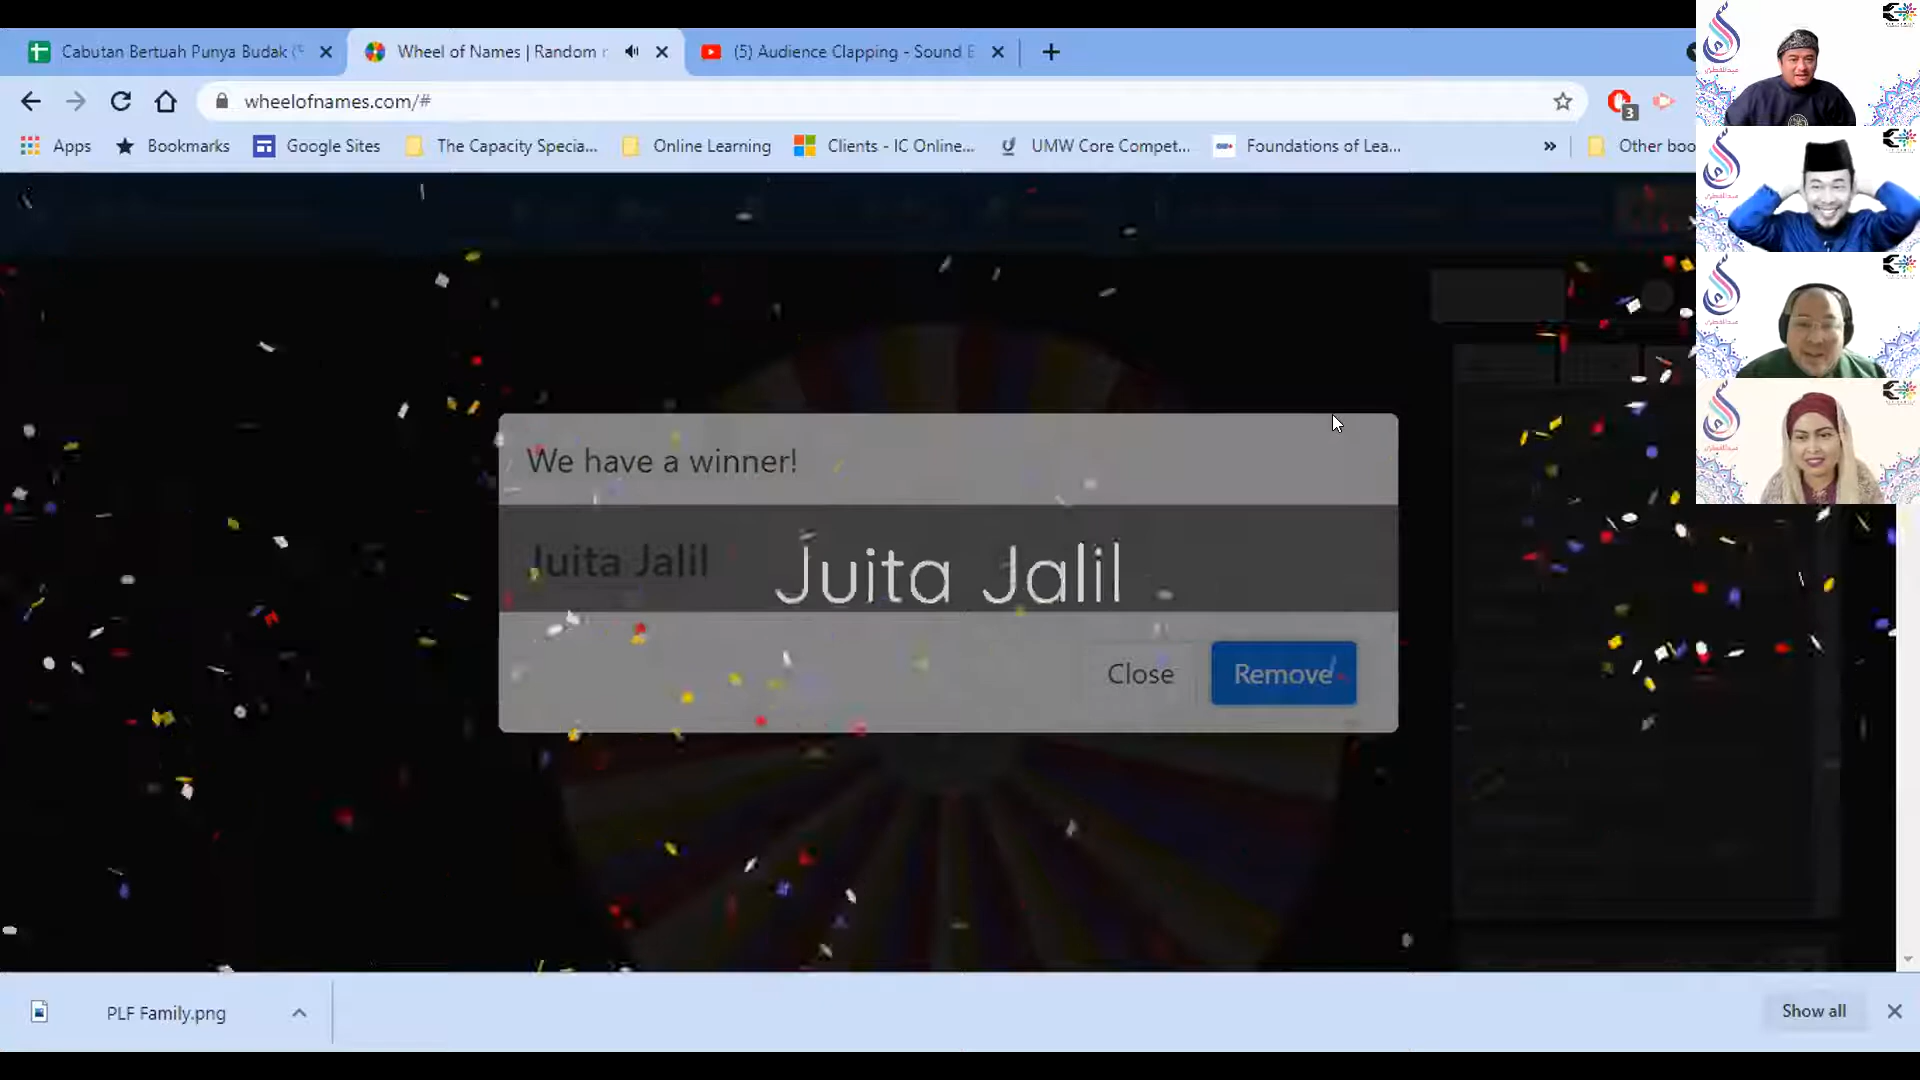 Cabutan Bertuah Punya Budak (
Wheel of Names | Random r
(5) Audience Clapping - Sound E
wheelofnames.com/#
3
Apps
Bookmarks
Google Sites
The Capacity Specia...
Online Learning
Clients - IC Online...
UMW Core Compet...
Foundations of Lea...
»
Other boo
We have a winner!
Juita Jalil
Juita Jalil
Close
Remove
PLF Family.png
Show all